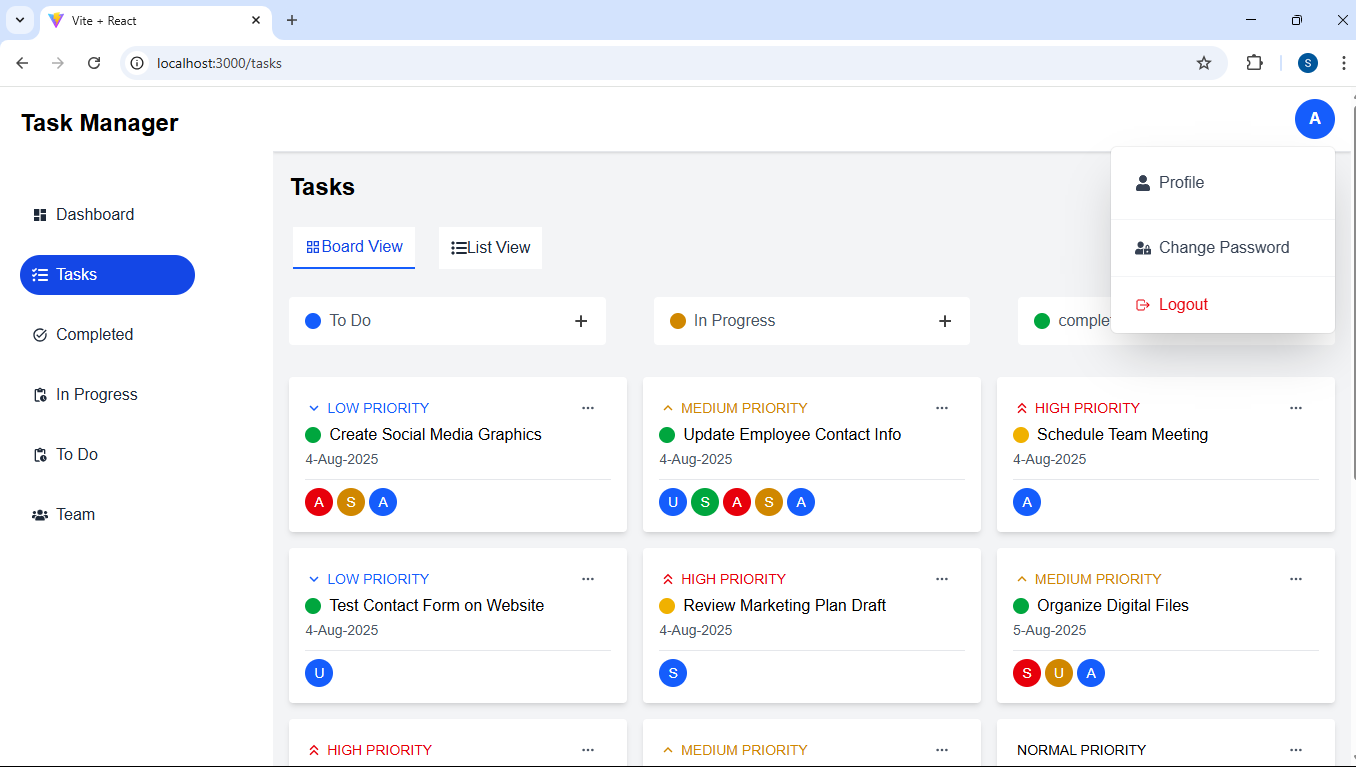 Vite + React
localhost:3000/tasks
S
Task Manager
A
Profile
Change Password
Logout
Dashboard
Tasks
Completed
In Progress
To Do
Team
Tasks
Board View
List View
To Do
In Progress
comple
LOW PRIORITY
Create Social Media Graphics
4-Aug-2025
A S A
MEDIUM PRIORITY
Update Employee Contact Info
4-Aug-2025
U S A S A
HIGH PRIORITY
Schedule Team Meeting
4-Aug-2025
A
LOW PRIORITY
Test Contact Form on Website
4-Aug-2025
U
HIGH PRIORITY
Review Marketing Plan Draft
4-Aug-2025
S
MEDIUM PRIORITY
Organize Digital Files
5-Aug-2025
S U A
HIGH PRIORITY
MEDIUM PRIORITY
NORMAL PRIORITY